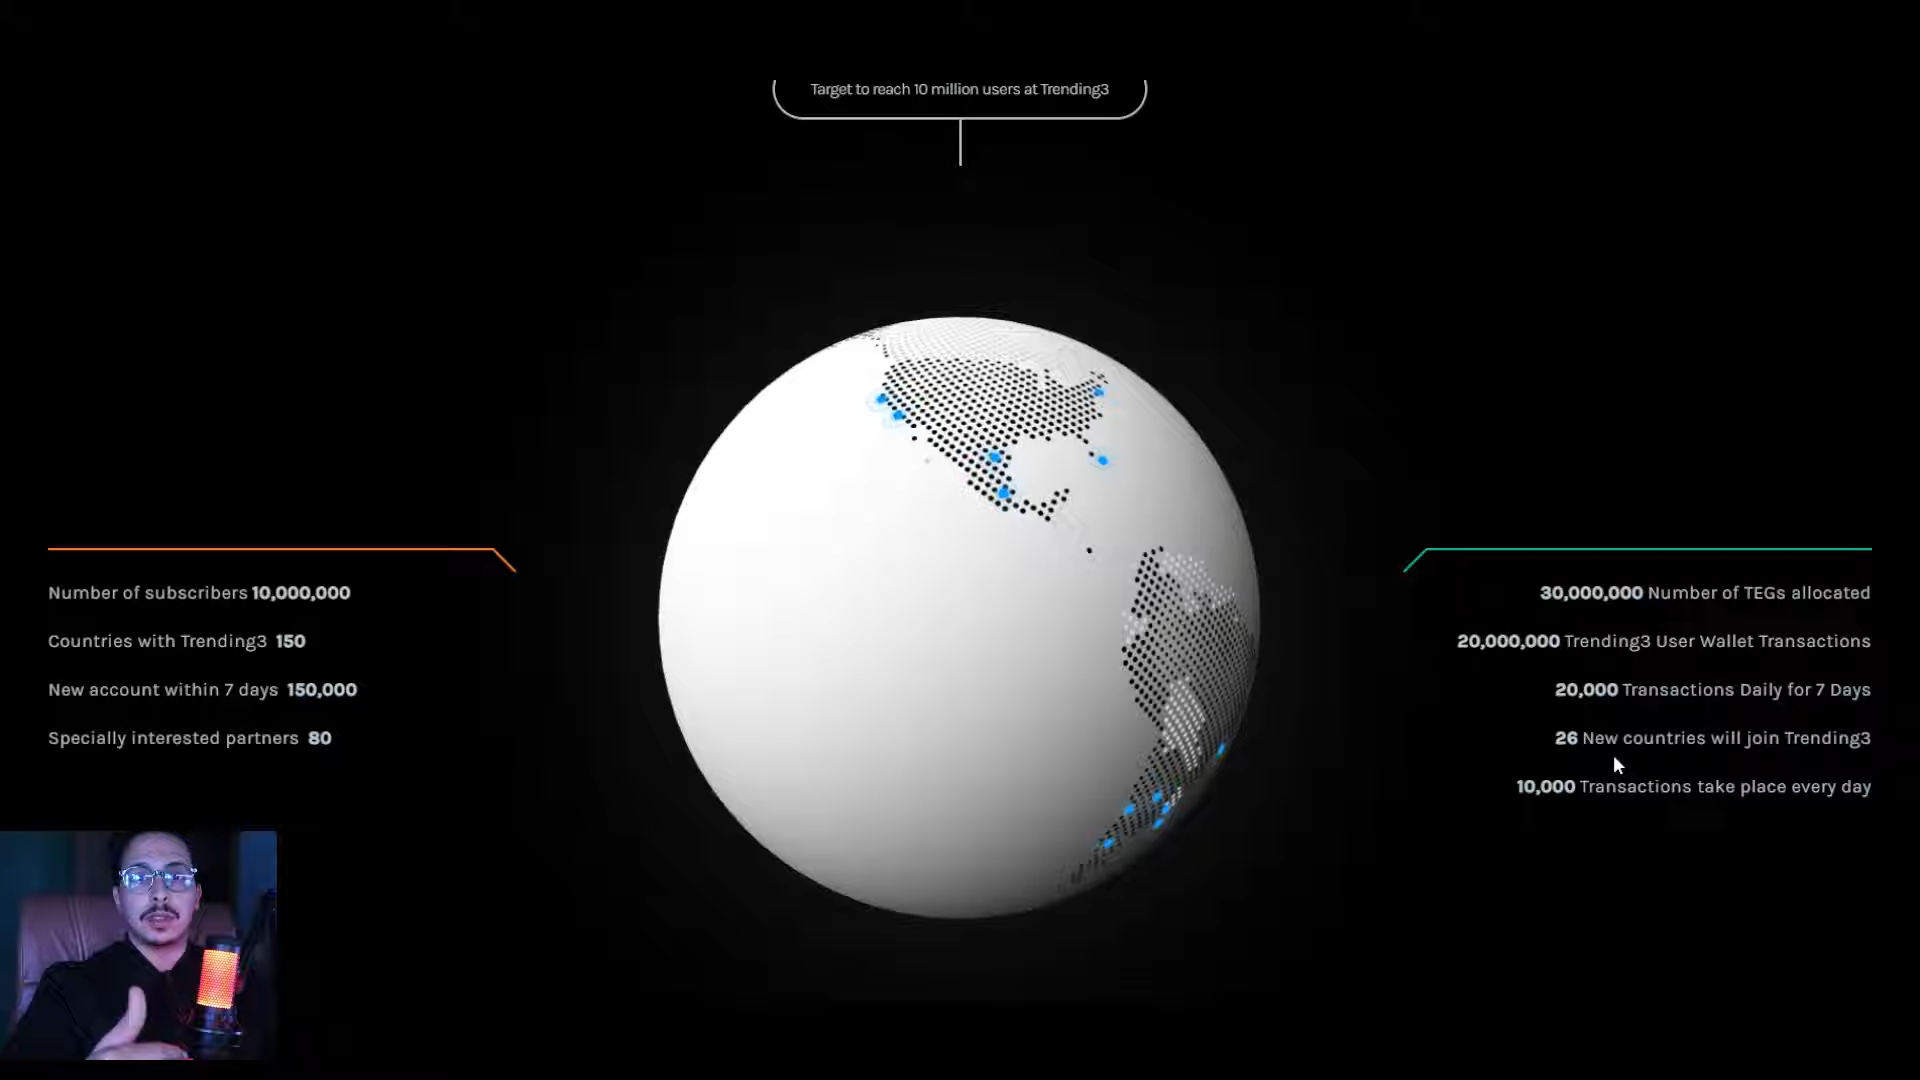 Target to reach 10 million users at Trending3
Number of subscribers 10,000,000
Countries with Trending3 150
New account within 7 days 150,000
Specially interested partners 80
30,000,000 Number of TEGs allocated
20,000,000 Trending3 User Wallet Transactions
20,000 Transactions Daily for 7 Days
26 New countries will join Trending3
10,000 Transactions take place every day